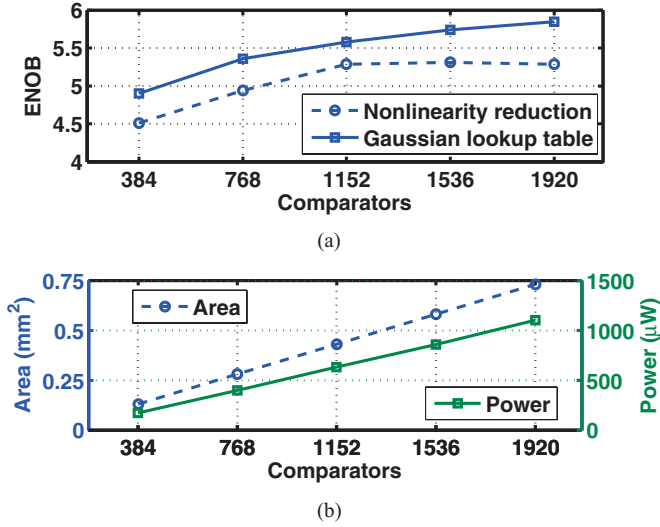 6
5.5
5
4.5
4
ENOB
Nonlinearity reduction
Gaussian lookup table
384 768 1152 1536 1920
Comparators
(a)
0.75
0.5
0.25
0
Area (mm²)
Area
Power
1500
1000
500
0
Power (μW)
384 768 1152 1536 1920
Comparators
(b)